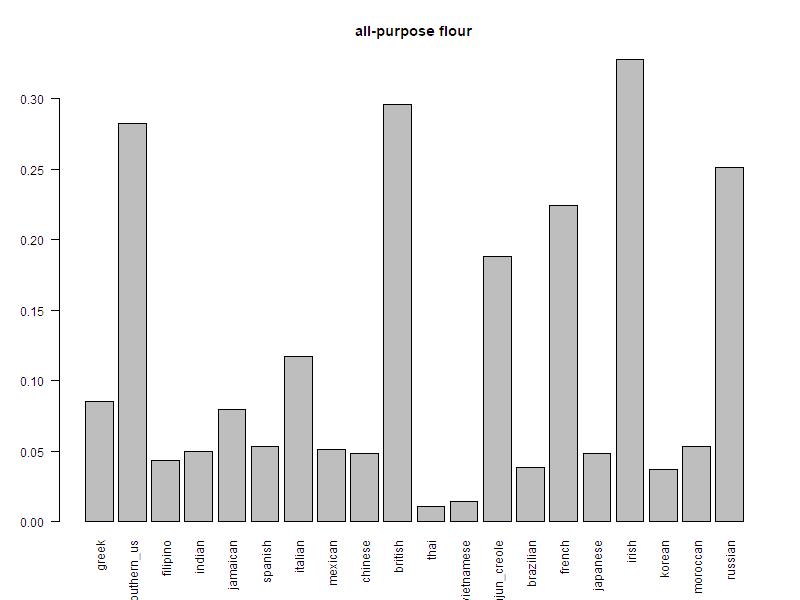 all-purpose flour
0.30
0.25
0.20
0.15
0.10
0.05
0.00
greek
outhern_us
filipino
indian
jamaican
spanish
italian
mexican
chinese
british
thai
vietnamese
jun_creole
brazilian
french
japanese
irish
korean
moroccan
russian